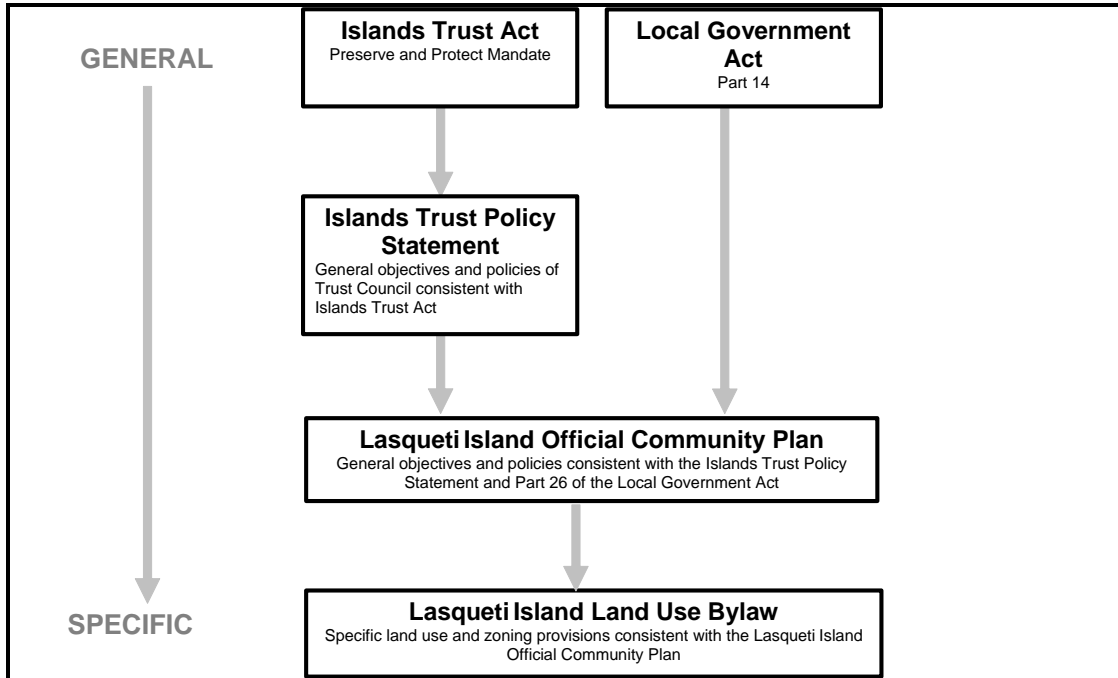 GENERAL
Islands Trust Act
Preserve and Protect Mandate
Local Government
Act
Part 14
Islands Trust Policy
Statement
General objectives and policies of
Trust Council consistent with
Islands Trust Act
Lasqueti Island Official Community Plan
General objectives and policies consistent with the Islands Trust Policy
Statement and Part 26 of the Local Government Act
SPECIFIC
Lasqueti Island Land Use Bylaw
Specific land use and zoning provisions consistent with the Lasqueti Island
Official Community Plan